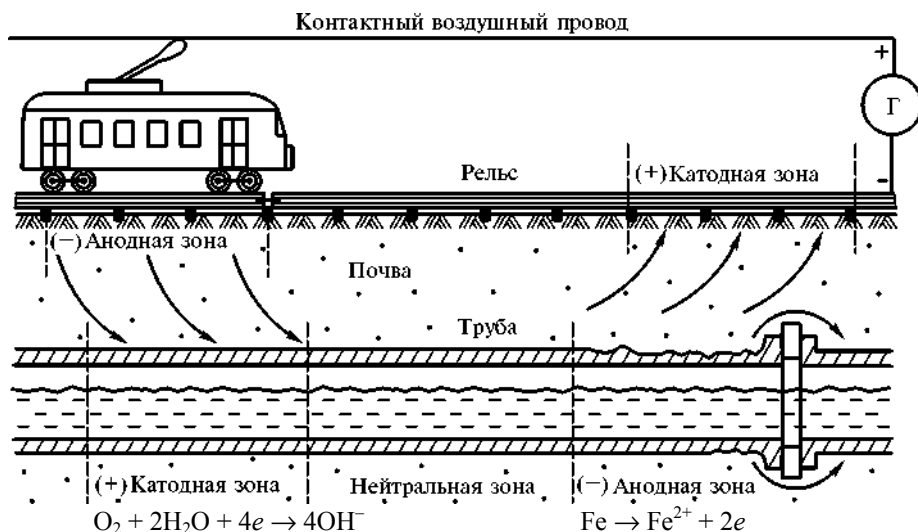 Контактный воздушный провод
+
Г
Рельс
(+)Катодная зона
-
(−)Анодная зона
Почва
Труба
(+) Катодная зона
Нейтральная зона
(−) Анодная зона
O₂ + 2H₂O + 4e → 4OH⁻
Fe → Fe²⁺ + 2e